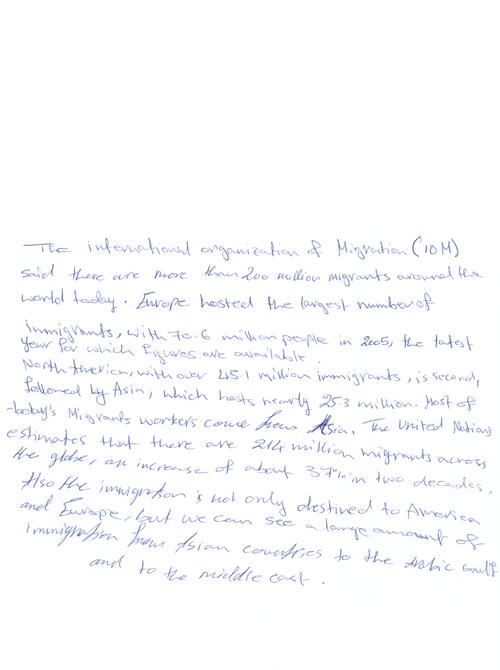 The international organization of Migration (IOM)
said there are more than 200 million migrants around the
world today. Europe hosted the largest number of
immigrants, with 70.6 million people in 2005, the latest
year for which figures are available.
North America, with over 45.1 million immigrants, is second,
followed by Asia, which hosts nearly 25.3 million. Most of
today's Migrants workers come from Asia. The United Nations
estimates that there are 214 million migrants across
the globe, an increase of about 37% in two decades.
Also the immigration is not only destined to America
and Europe, but we can see a large amount of
immigration from Asian countries to the Arabic gulf
and to the middle east.